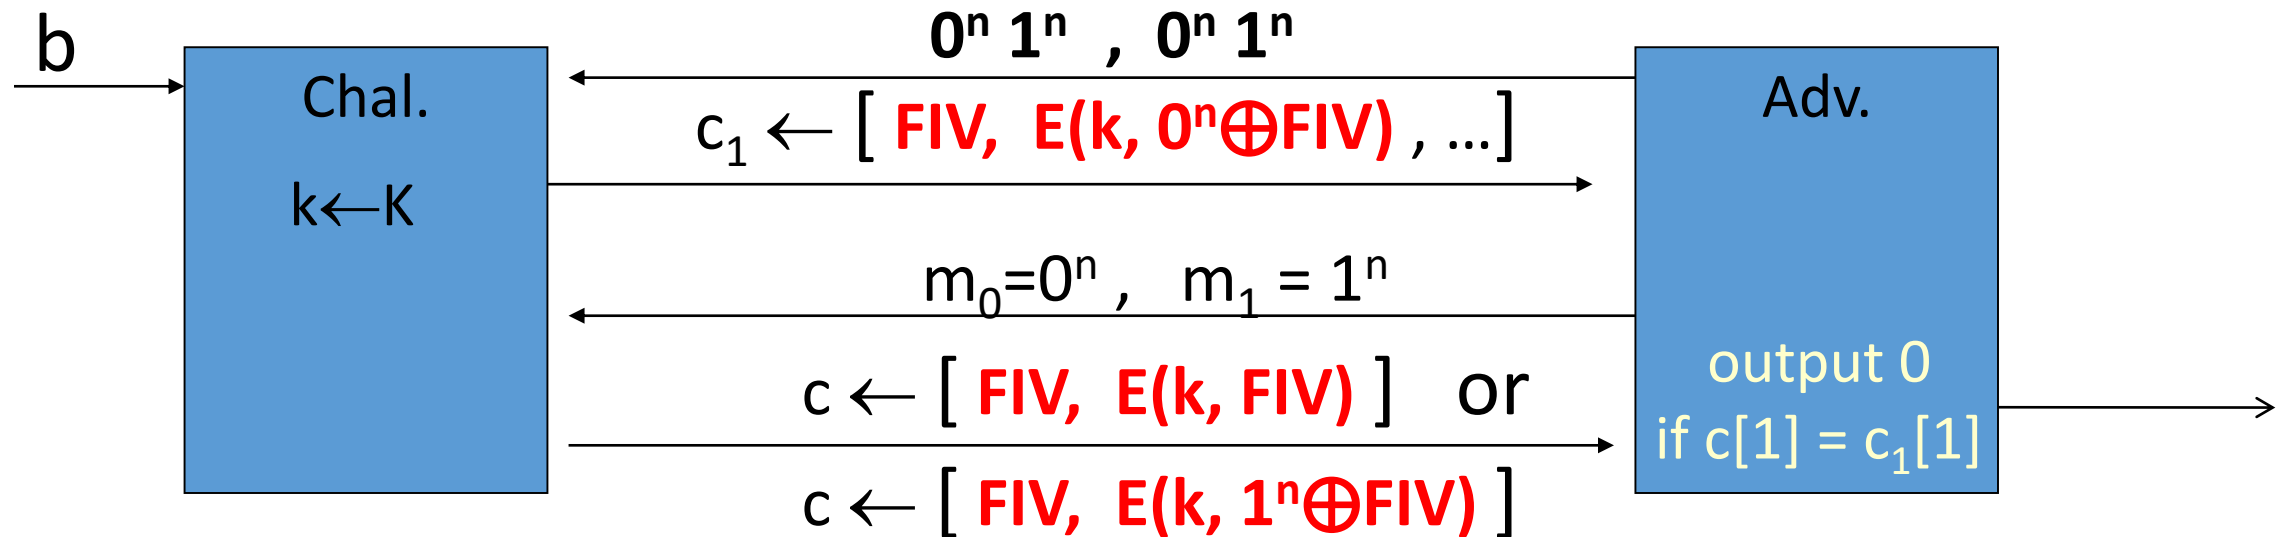 b
Chal.
k←K
0ⁿ 1ⁿ , 0ⁿ 1ⁿ
c₁ ← [ FIV, E(k, 0ⁿ⊕FIV) , …]
m₀=0ⁿ , m₁ = 1ⁿ
c ← [ FIV, E(k, FIV) ] or
c ← [ FIV, E(k, 1ⁿ⊕FIV) ]
Adv.
output 0
if c[1] = c₁[1]